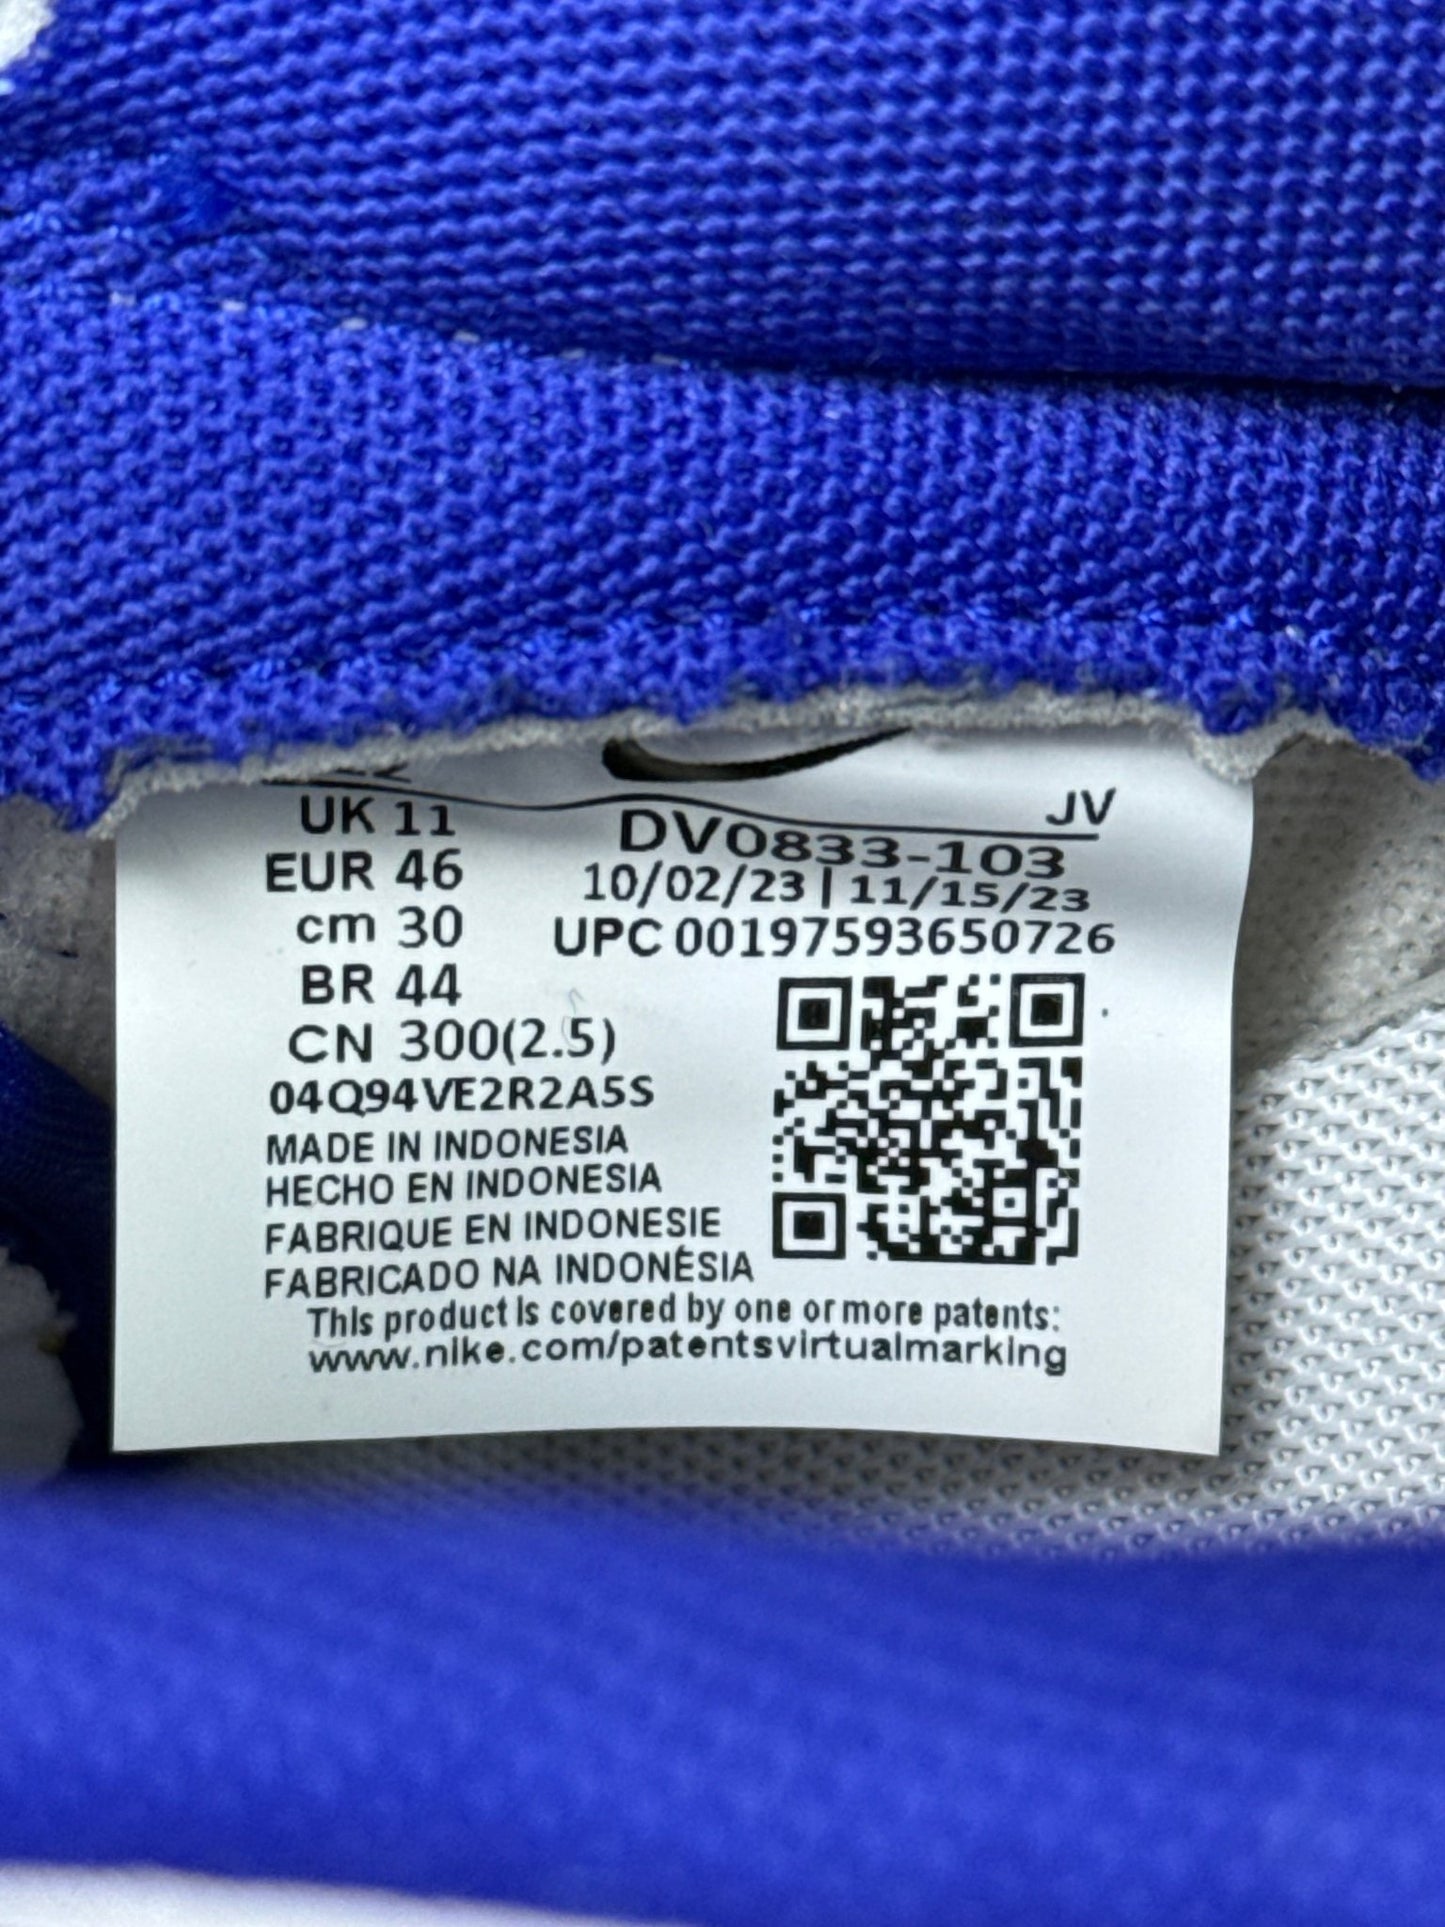 UK 11
EUR 46
cm 30
BR 44
CN 300(2.5)
04Q94VE2R2A5S
MADE IN INDONESIA
HECHO EN INDONESIA
FABRIQUE EN INDONESIE
FABRICADO NA INDONÉSIA
JV
DV0833-103
10/02/23 | 11/15/23
UPC 00197593650726
This product is covered by one or more patents:
www.nike.com/patentsvirtualmarking